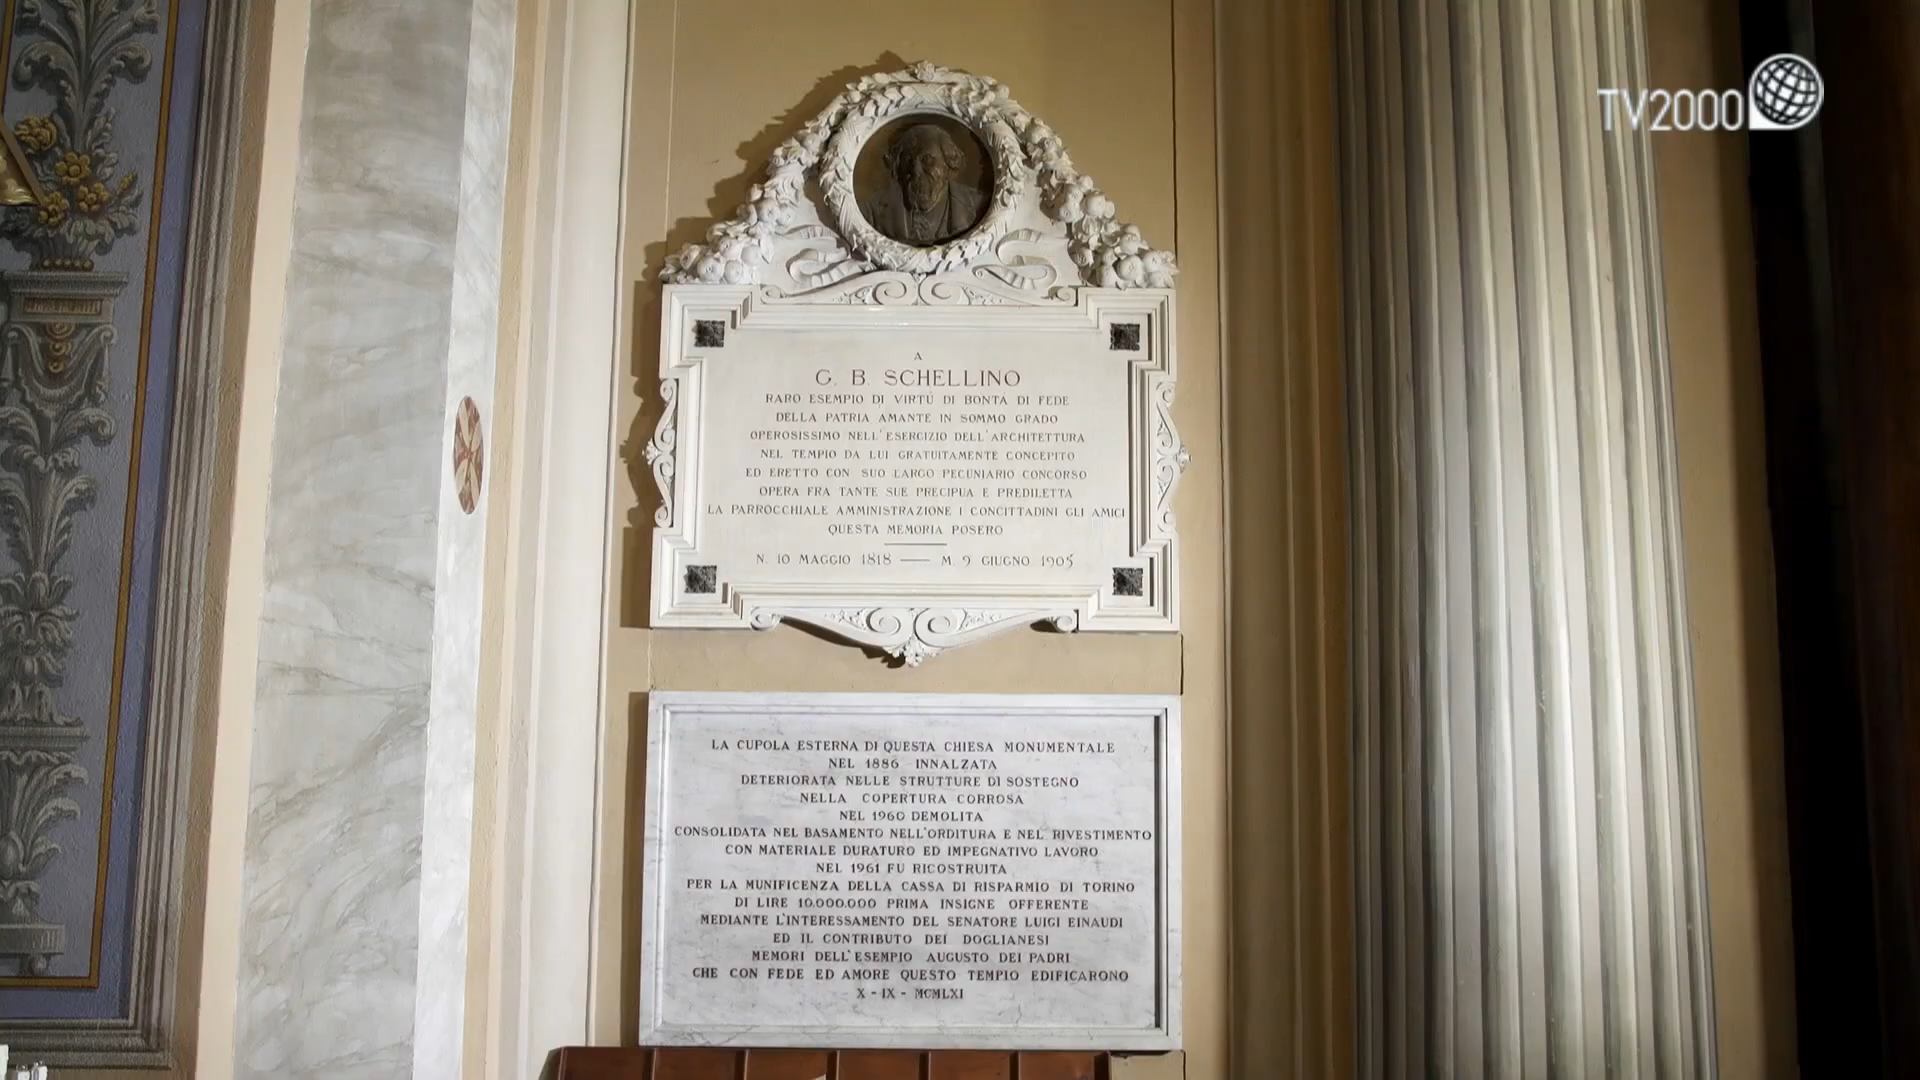 TV2000
A
G. B. SCHELLINO
RARO ESEMPIO DI VIRTÙ DI BONTÀ DI FEDE
DELLA PATRIA AMANTE IN SOMMO GRADO
OPEROSISSIMO NELL'ESERCIZIO DELL'ARCHITETTURA
NEL TEMPIO DA LUI GRATUITAMENTE CONCEPITO
ED ERETTO CON SUO LARGO PECUNIARIO CONCORSO
OPERA FRA TANTE SUE PRECIPUA E PREDILETTA
LA PARROCCHIALE AMMINISTRAZIONE I CONCITTADINI GLI AMICI
QUESTA MEMORIA POSERO
N. 10 MAGGIO 1818 — M. 9 GIUGNO 1905
LA CUPOLA ESTERNA DI QUESTA CHIESA MONUMENTALE
NEL 1886 INNALZATA
DETERIORATA NELLE STRUTTURE DI SOSTEGNO
NELLA COPERTURA CORROSA
NEL 1960 DEMOLITA
CONSOLIDATA NEL BASAMENTO NELL'ORDITURA E NEL RIVESTIMENTO
CON MATERIALE DURATURO ED IMPEGNATIVO LAVORO
NEL 1961 FU RICOSTRUITA
PER LA MUNIFICENZA DELLA CASSA DI RISPARMIO DI TORINO
DI LIRE 10.000.000 PRIMA INSIGNE OFFERENTE
MEDIANTE L'INTERESSAMENTO DEL SENATORE LUIGI EINAUDI
ED IL CONTRIBUTO DEI DOGLIANESI
MEMORI DELL'ESEMPIO AUGUSTO DEI PADRI
CHE CON FEDE ED AMORE QUESTO TEMPIO EDIFICARONO
X - IX - MCMLXI